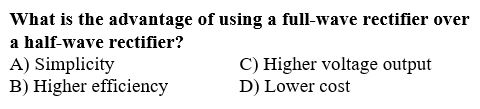 What is the advantage of using a full-wave rectifier over
a half-wave rectifier?
A) Simplicity C) Higher voltage output
B) Higher efficiency D) Lower cost